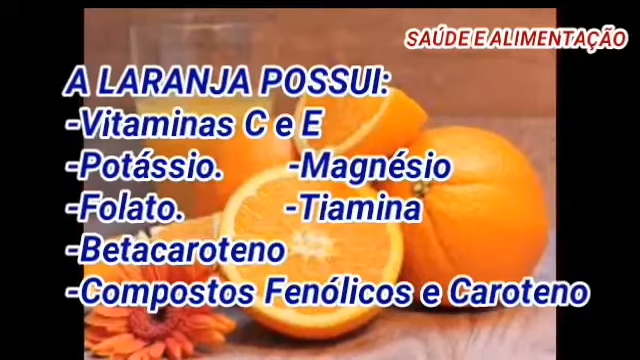 SAÚDE E ALIMENTAÇÃO
A LARANJA POSSUI:
-Vitaminas C e E
-Potássio. -Magnésio
-Folato. -Tiamina
-Betacaroteno
-Compostos Fenólicos e Caroteno